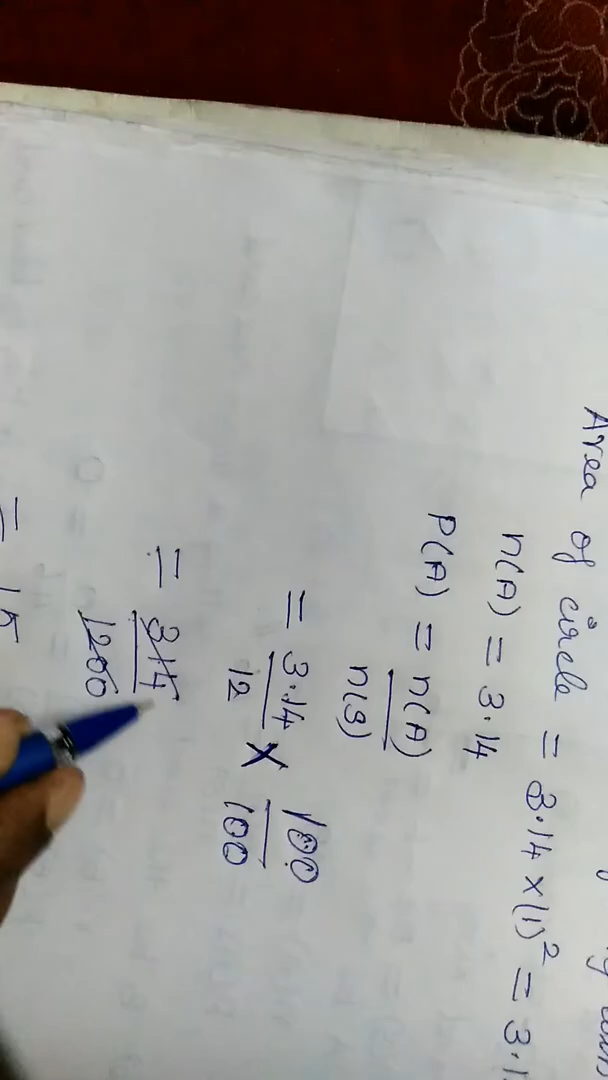 Area of circle = 3.14 × (1)² = 3.1
n(A) = 3.14
P(A) = n(A) / n(S)
= 3.14 / 12 × 100 / 100
= 314 / 1200
=